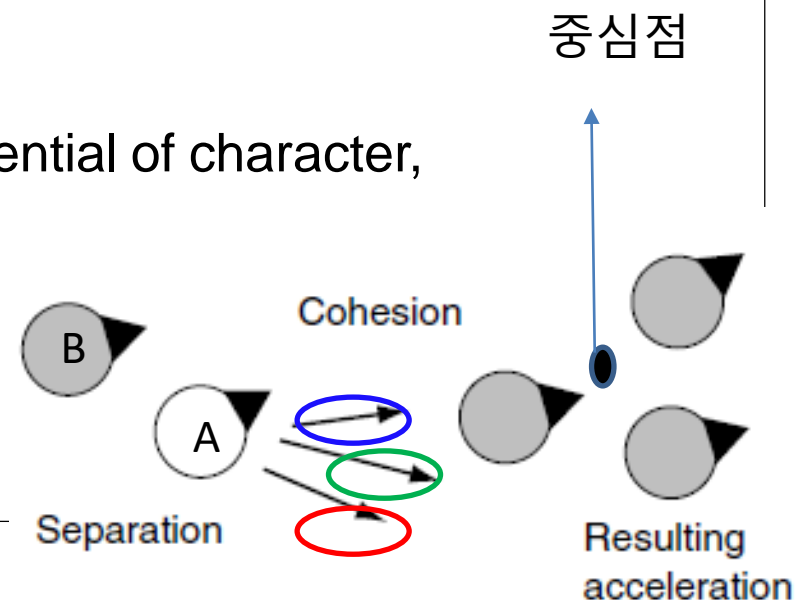 중심점
ential of character,
Cohesion
B
A
Separation
Resulting
acceleration